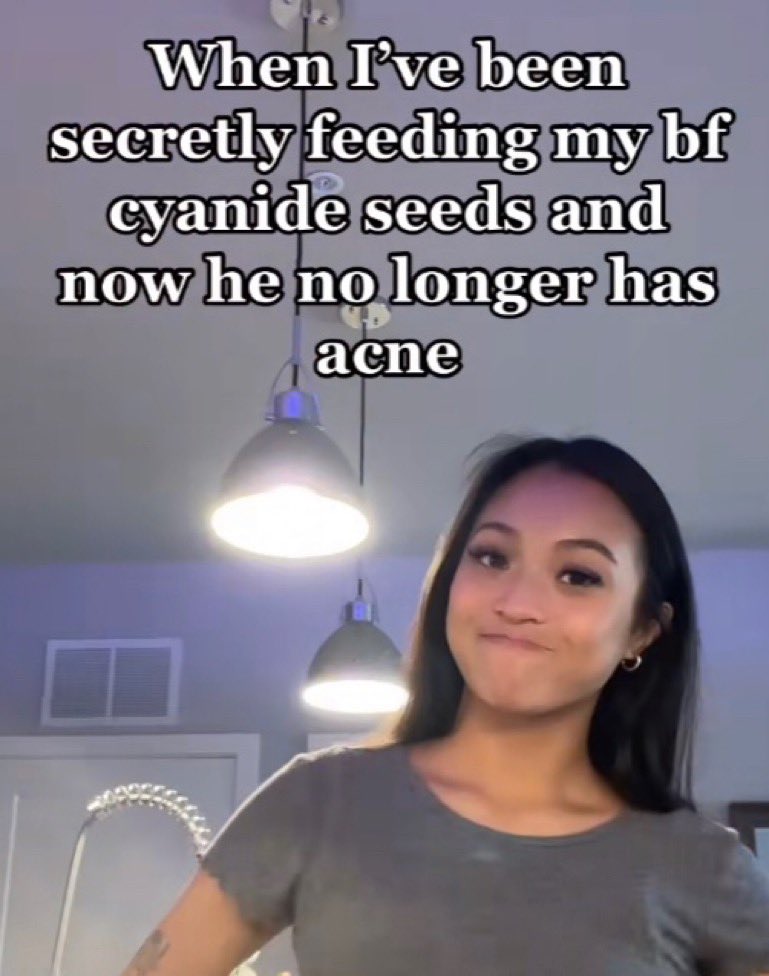 When I’ve been
secretly feeding my bf
cyanide seeds and
now he no longer has
acne